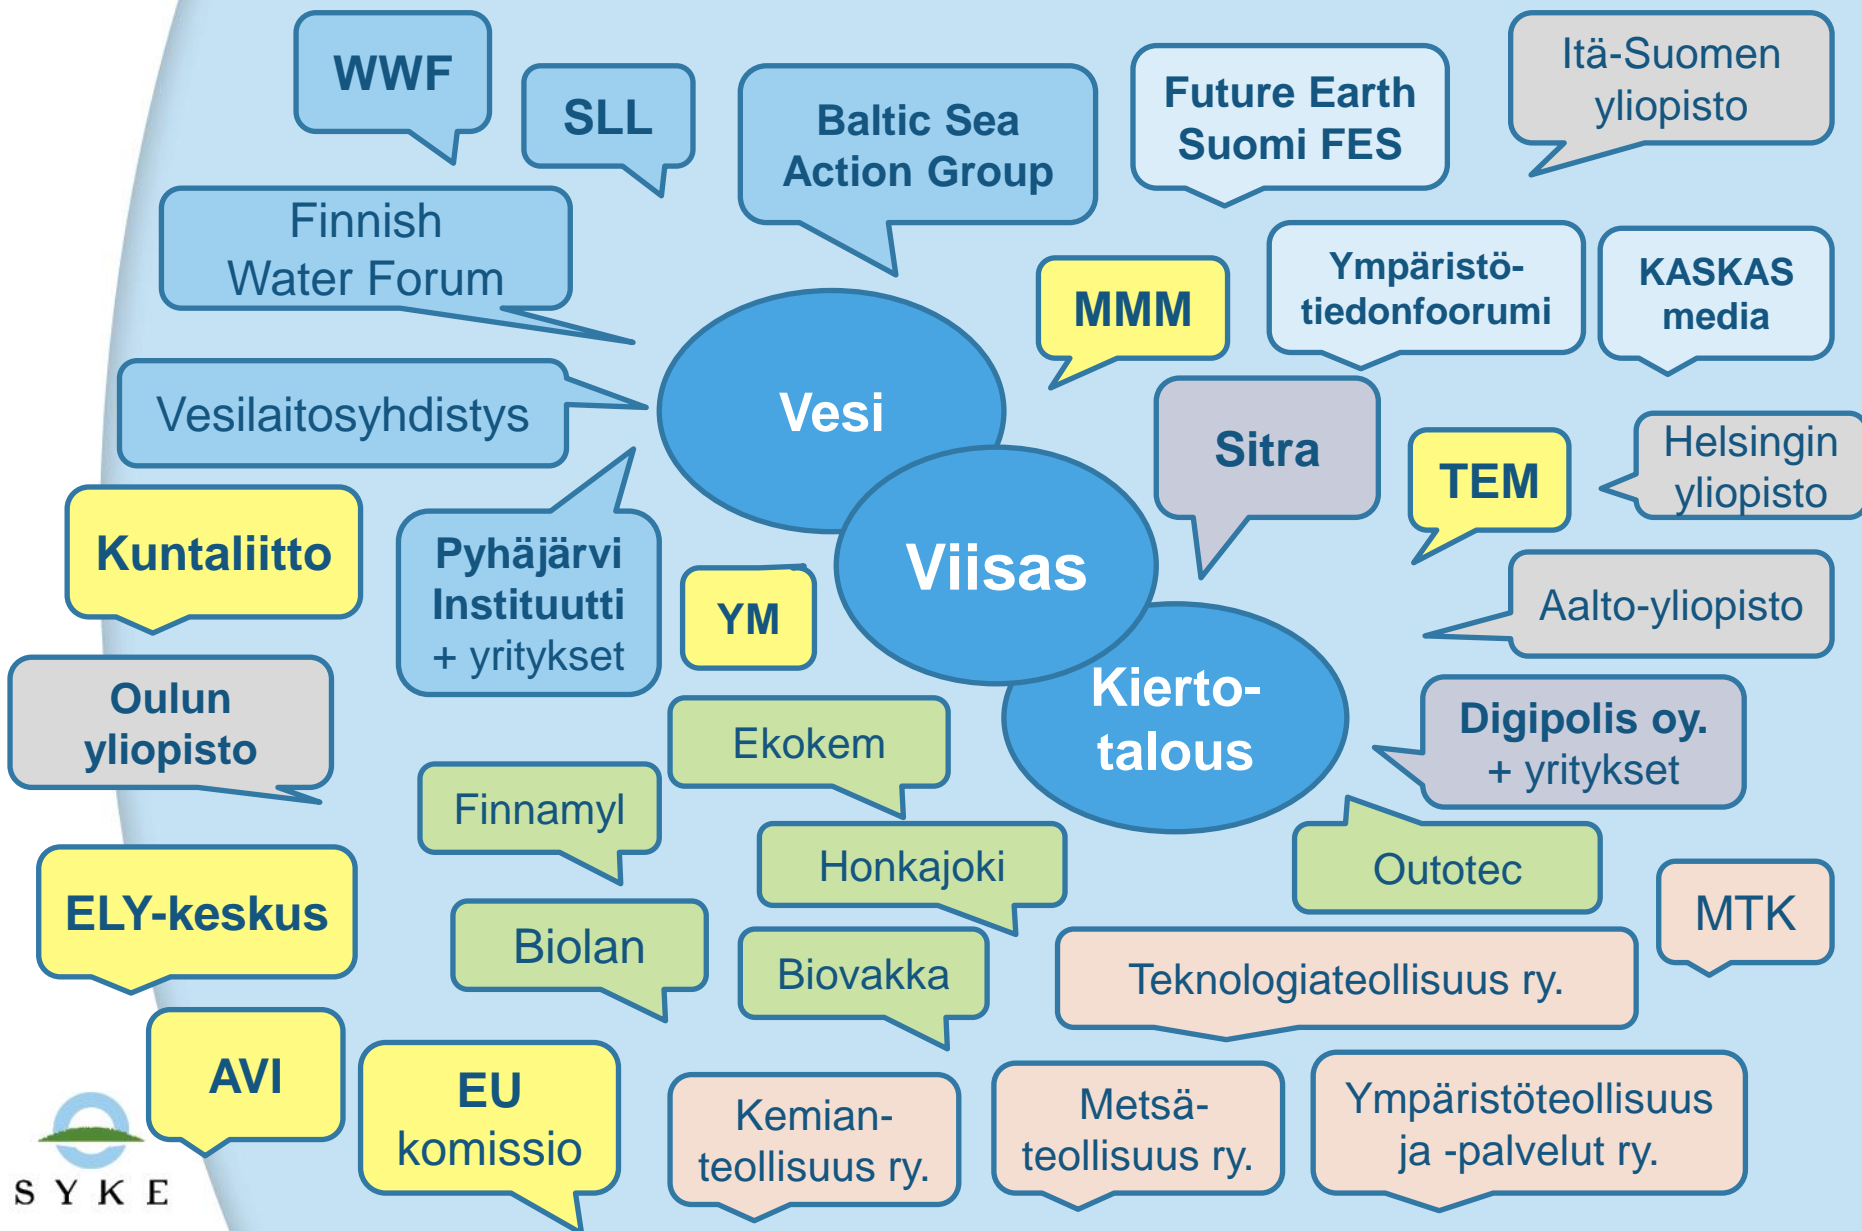 WWF
SLL
Baltic Sea
Action Group
Future Earth
Suomi FES
Itä-Suomen
yliopisto
Finnish
Water Forum
MMM
Ympäristö-
tiedonfoorumi
KASKAS
media
Vesilaitosyhdistys
Vesi
Sitra
TEM
Helsingin
yliopisto
Kuntaliitto
Pyhäjärvi
Instituutti
+ yritykset
YM
Viisas
Aalto-yliopisto
Oulun
yliopisto
Kierto-
talous
Digipolis oy.
+ yritykset
Ekokem
Finnamyl
Honkajoki
Outotec
MTK
ELY-keskus
Biolan
Biovakka
Teknologiateollisuus ry.
AVI
EU
komissio
Kemian-
teollisuus ry.
Metsä-
teollisuus ry.
Ympäristöteollisuus
ja -palvelut ry.
SYKE